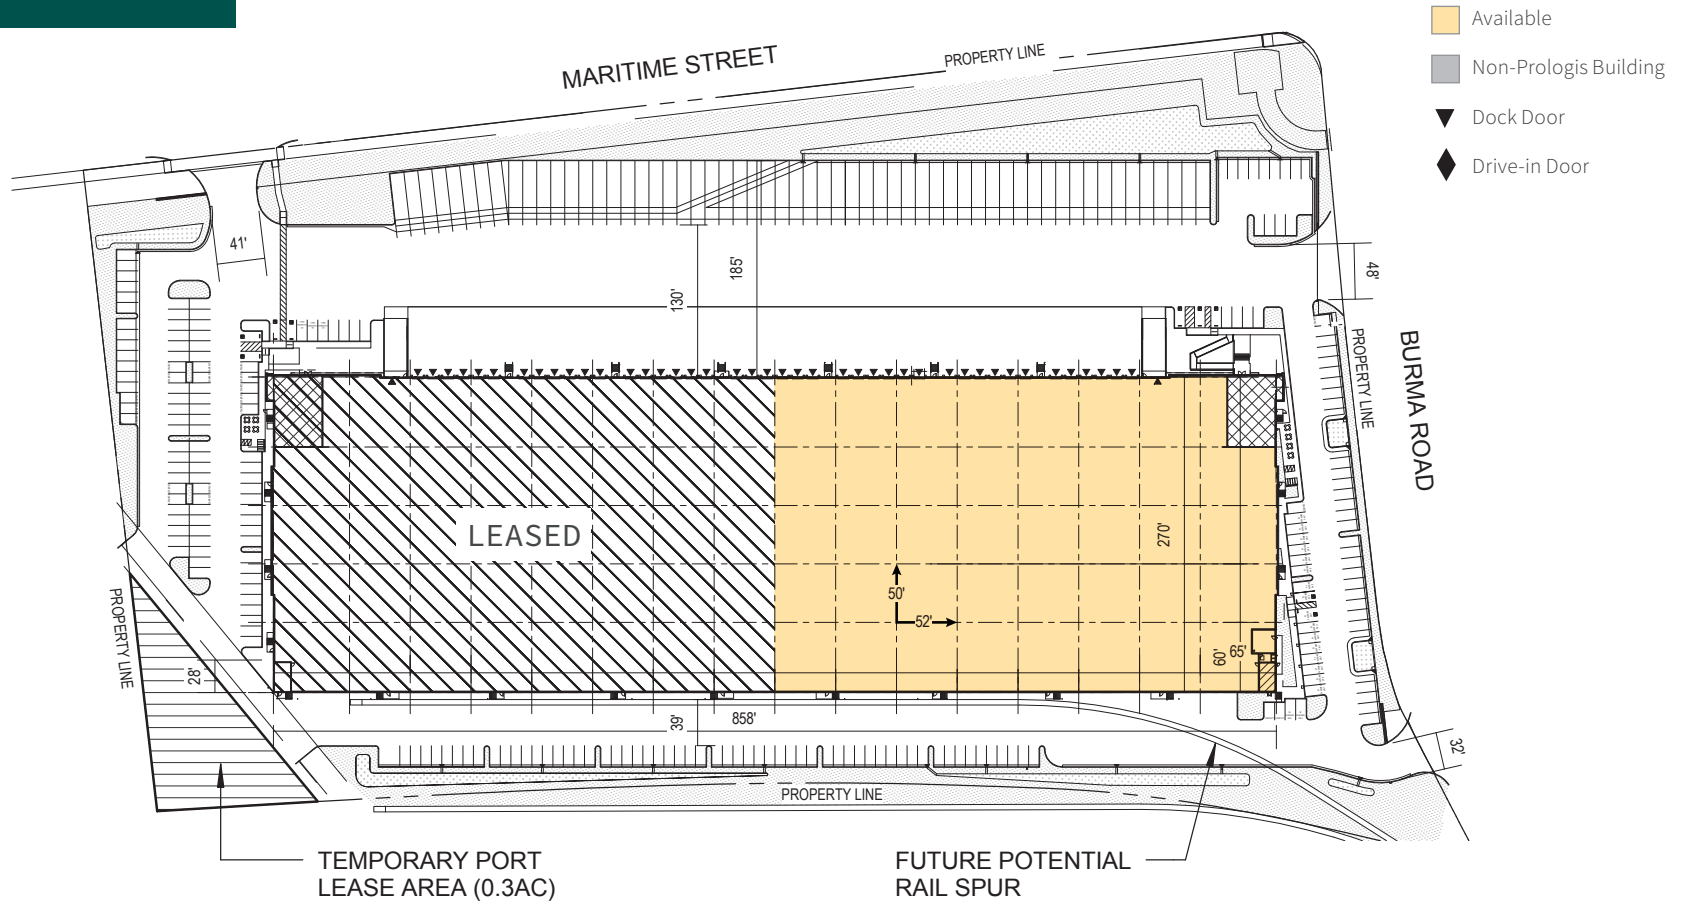 Available
Non-Prologis Building
Dock Door
Drive-in Door
MARITIME STREET
PROPERTY LINE
41'
185'
130'
48'
PROPERTY LINE
BURMA ROAD
LEASED
270'
50'
52'
60'
65'
PROPERTY LINE
28'
39'
858'
32'
PROPERTY LINE
TEMPORARY PORT
LEASE AREA (0.3AC)
FUTURE POTENTIAL
RAIL SPUR